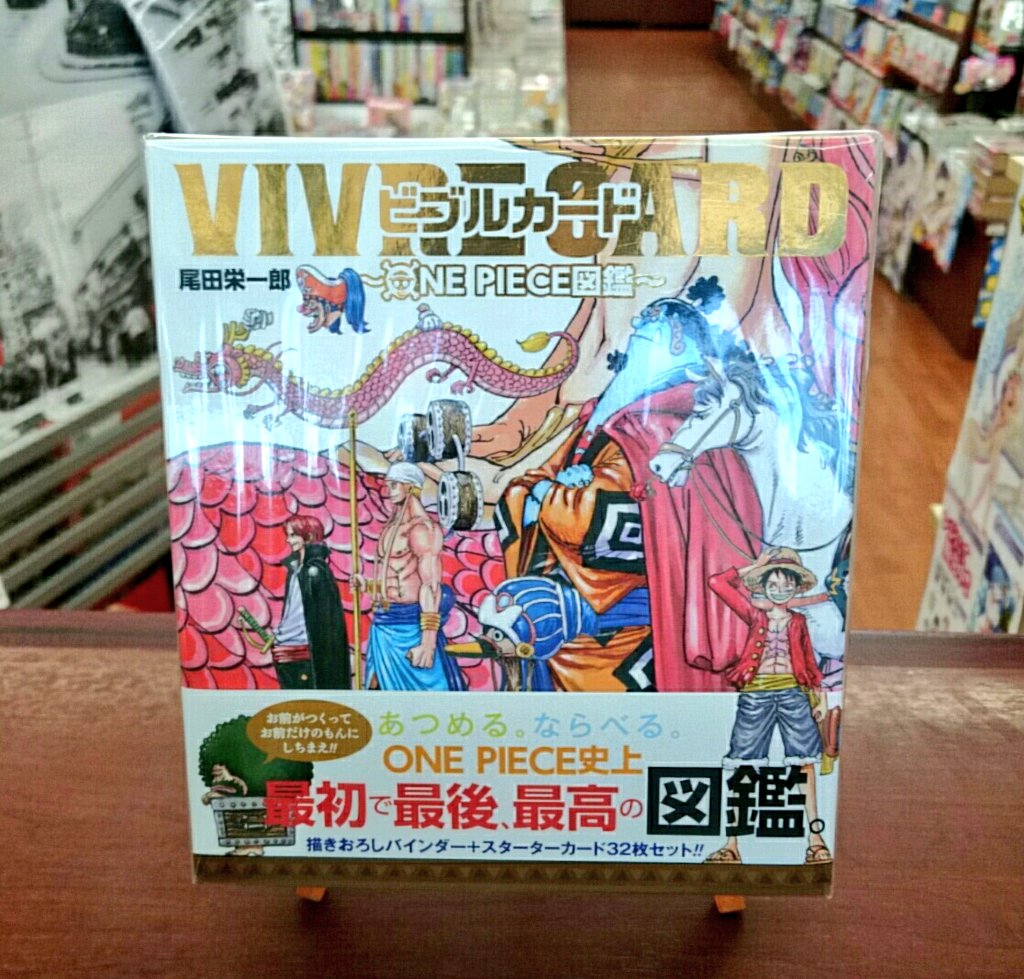 VIVRE CARD
ビブルカード
尾田栄一郎
〜ONE PIECE図鑑〜
お前がつくって
お前だけのもんに
しちまえ!!
あつめる。ならべる。
ONE PIECE史上
最初で最後、最高の図鑑。
描きおろしバインダー+スターターカード32枚セット!!